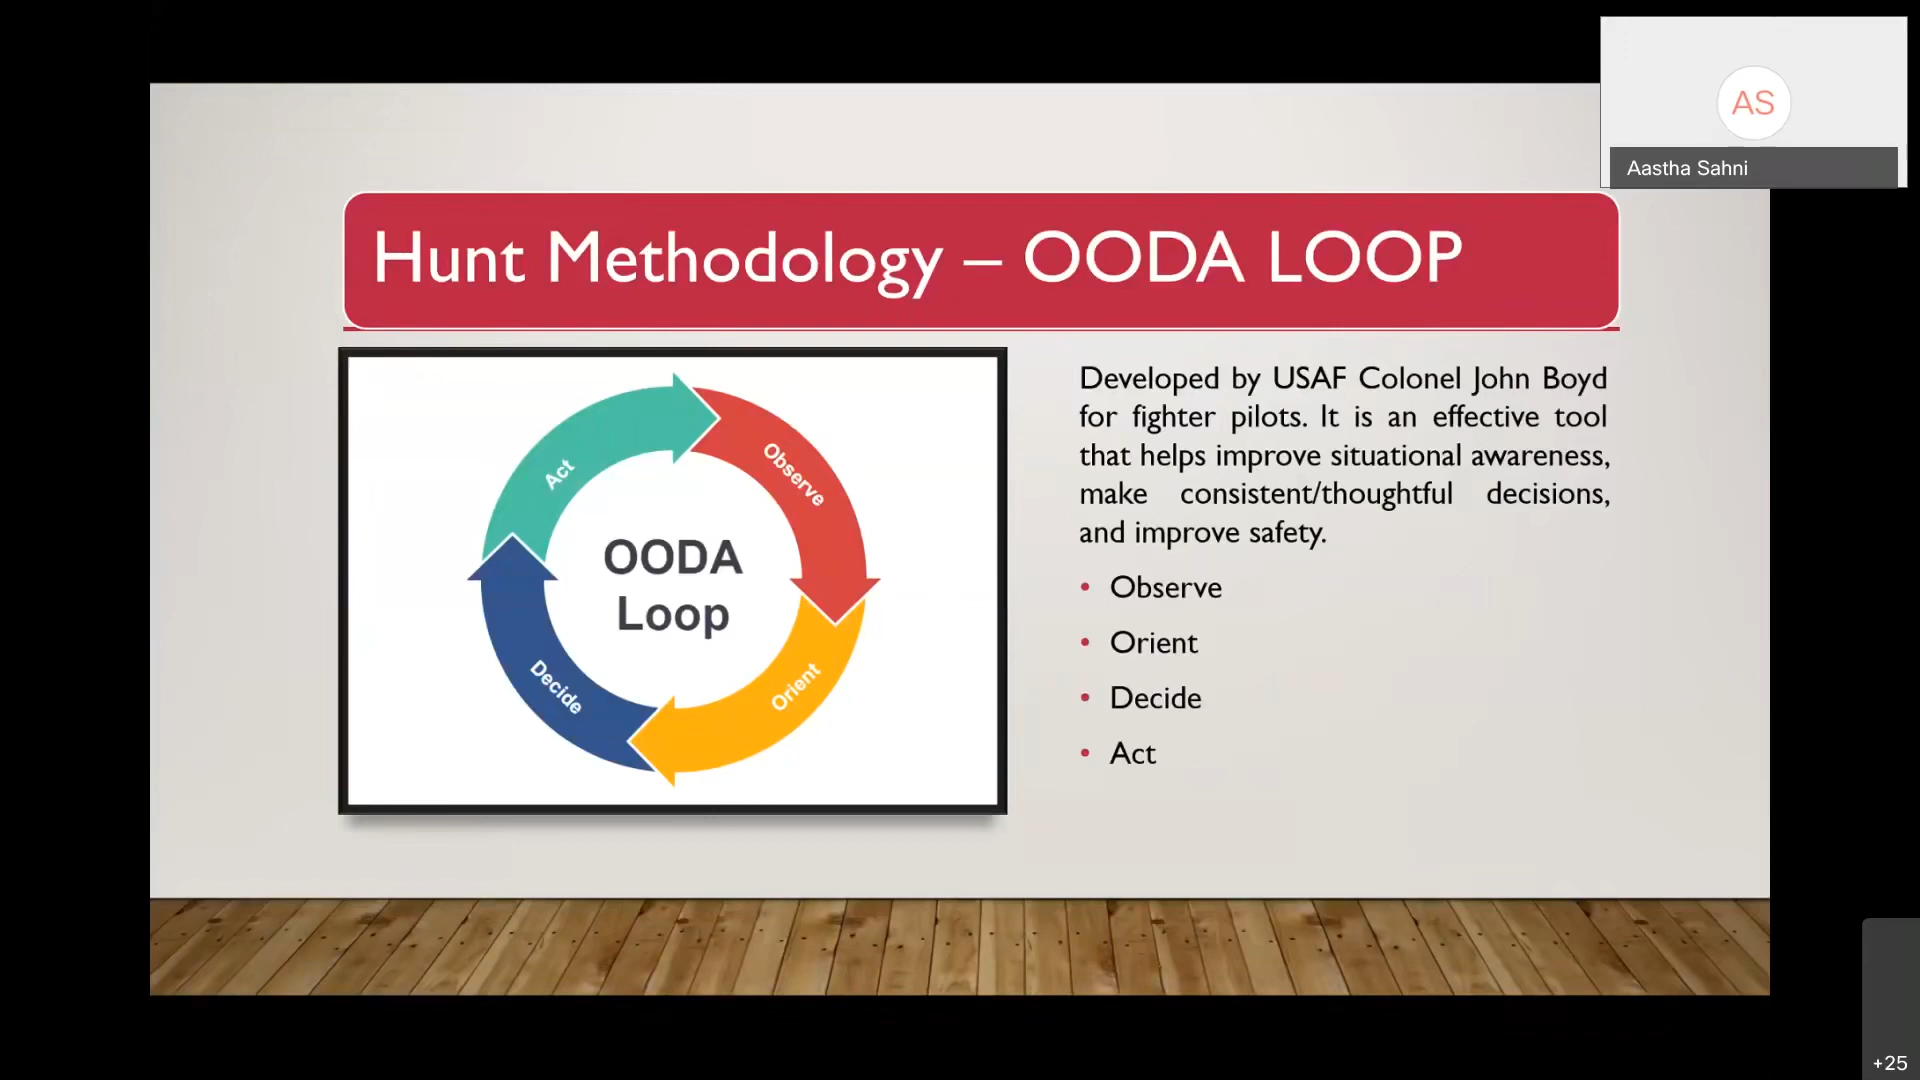 AS
Aastha Sahni
Hunt Methodology – OODA LOOP
Act
Observe
OODA
Loop
Decide
Orient
Developed by USAF Colonel John Boyd
for fighter pilots. It is an effective tool
that helps improve situational awareness,
make consistent/thoughtful decisions,
and improve safety.
• Observe
• Orient
• Decide
• Act
+25